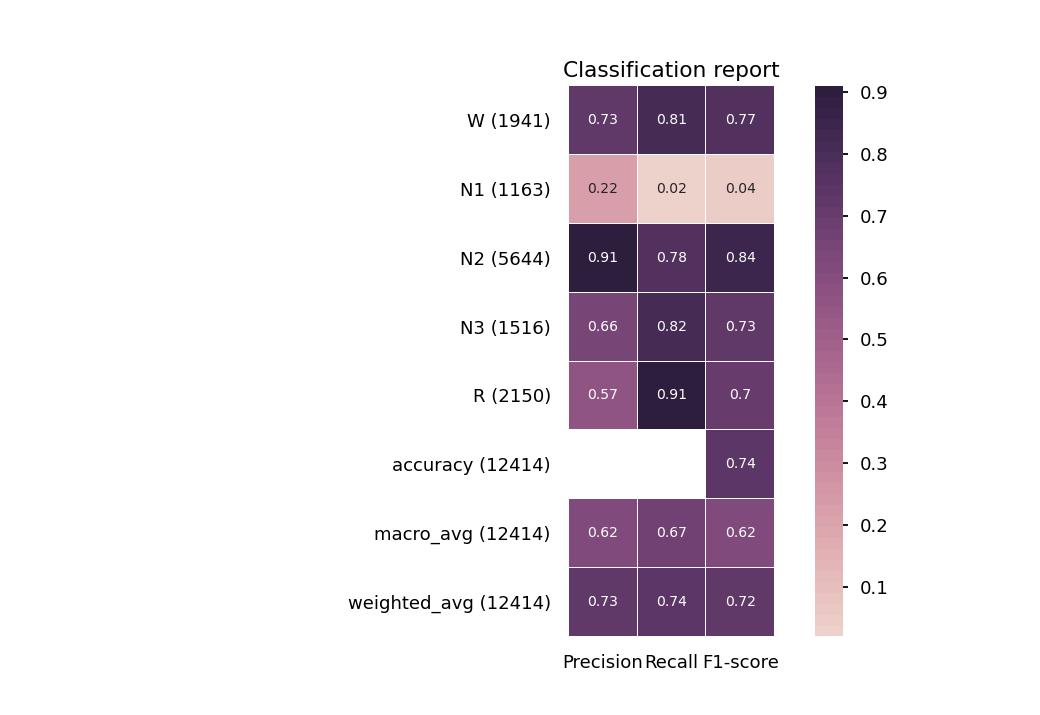 Classification report
W (1941) 0.73 0.81 0.77
N1 (1163) 0.22 0.02 0.04
N2 (5644) 0.91 0.78 0.84
N3 (1516) 0.66 0.82 0.73
R (2150) 0.57 0.91 0.7
accuracy (12414) 0.74
macro_avg (12414) 0.62 0.67 0.62
weighted_avg (12414) 0.73 0.74 0.72
Precision Recall F1-score
0.9
0.8
0.7
0.6
0.5
0.4
0.3
0.2
0.1